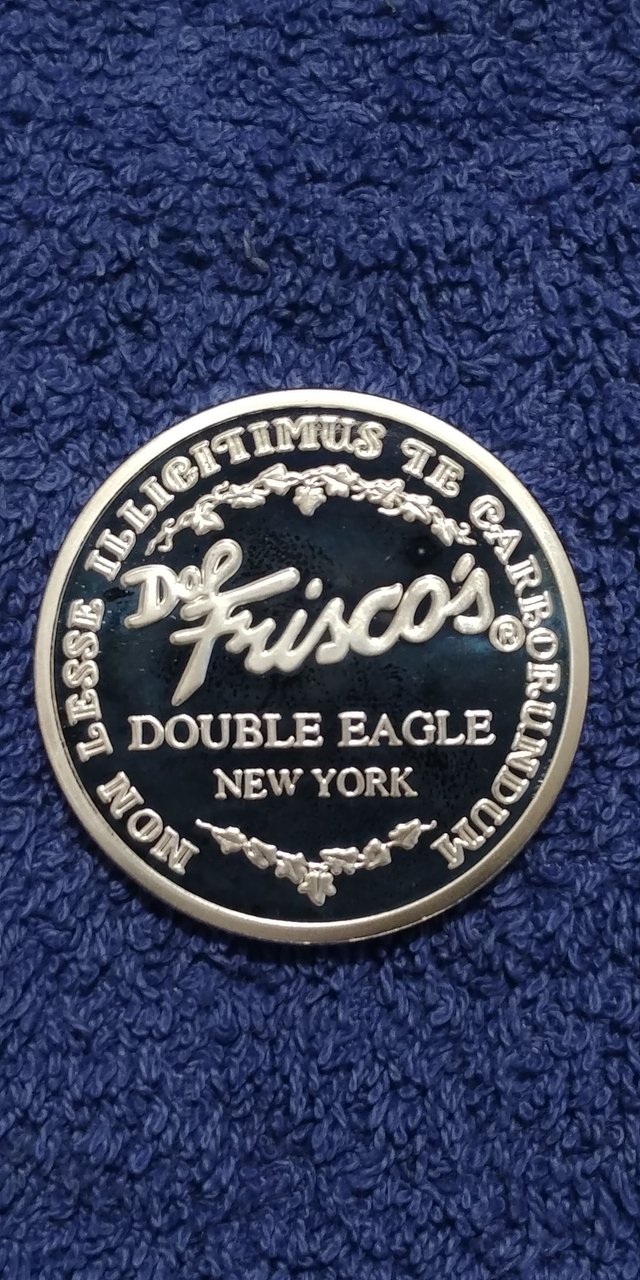 NON LESSE ILLIGITIMUS TE CARBORUNDUM
Del Frisco's®
DOUBLE EAGLE
NEW YORK